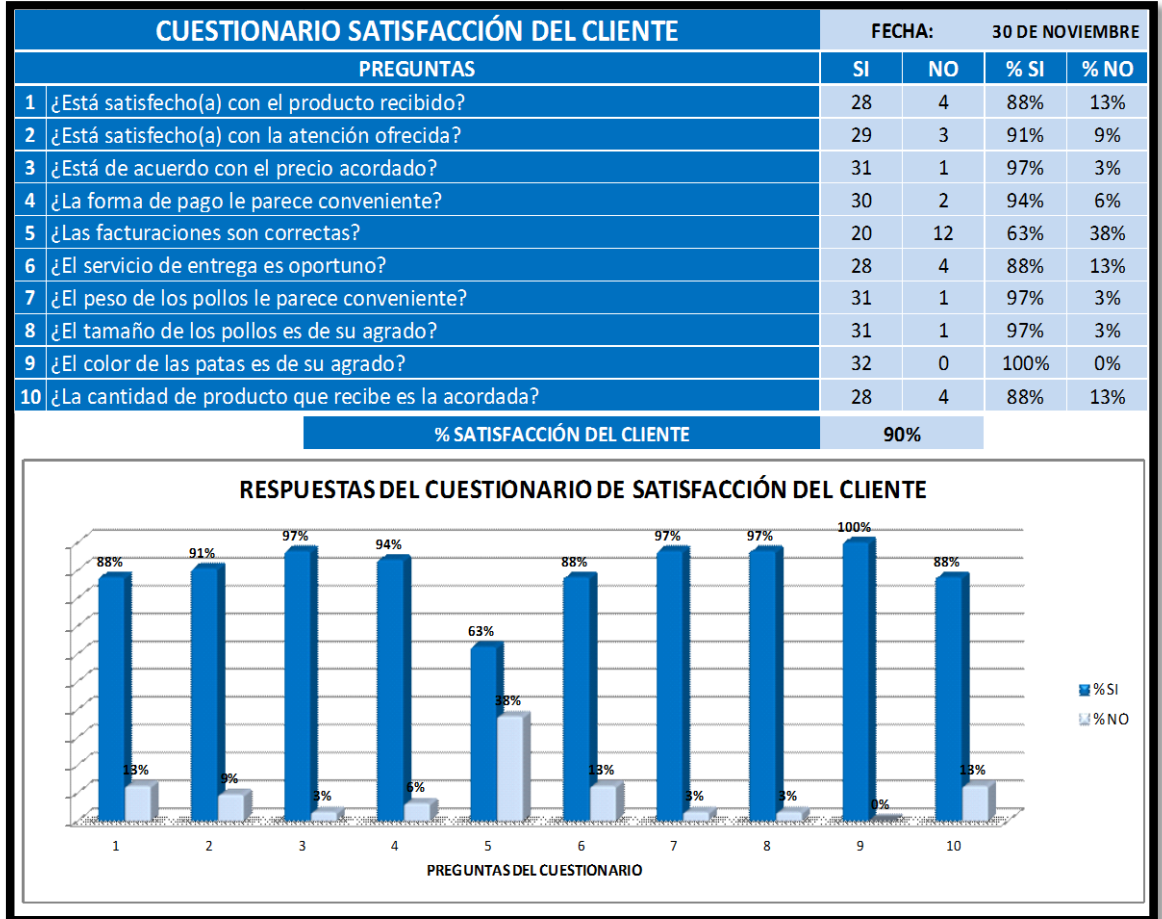 CUESTIONARIO SATISFACCIÓN DEL CLIENTE FECHA: 30 DE NOVIEMBRE
PREGUNTAS SI NO % SI % NO
1 ¿Está satisfecho(a) con el producto recibido? 28 4 88% 13%
2 ¿Está satisfecho(a) con la atención ofrecida? 29 3 91% 9%
3 ¿Está de acuerdo con el precio acordado? 31 1 97% 3%
4 ¿La forma de pago le parece conveniente? 30 2 94% 6%
5 ¿Las facturaciones son correctas? 20 12 63% 38%
6 ¿El servicio de entrega es oportuno? 28 4 88% 13%
7 ¿El peso de los pollos le parece conveniente? 31 1 97% 3%
8 ¿El tamaño de los pollos es de su agrado? 31 1 97% 3%
9 ¿El color de las patas es de su agrado? 32 0 100% 0%
10 ¿La cantidad de producto que recibe es la acordada? 28 4 88% 13%
% SATISFACCIÓN DEL CLIENTE 90%
RESPUESTAS DEL CUESTIONARIO DE SATISFACCIÓN DEL CLIENTE
88% 91% 97% 94% 63% 88% 97% 97% 100% 88%
13% 9% 3% 6% 38% 13% 3% 3% 0% 13%
%SI
%NO
1 2 3 4 5 6 7 8 9 10
PREGUNTAS DEL CUESTIONARIO